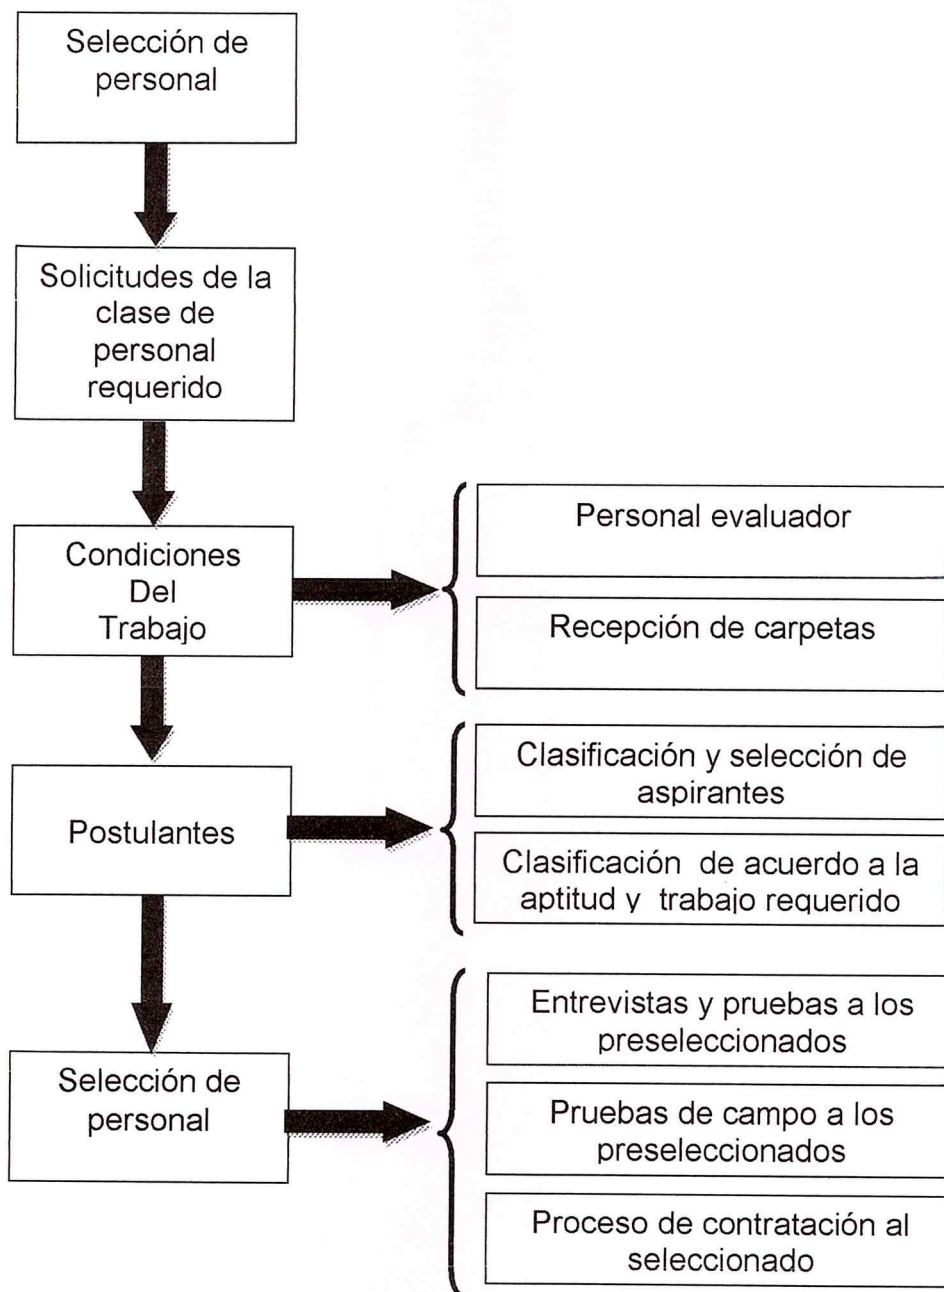 Selección de
personal
Solicitudes de la
clase de
personal
requerido
Condiciones
Del
Trabajo
Personal evaluador
Recepción de carpetas
Postulantes
Clasificación y selección de
aspirantes
Clasificación de acuerdo a la
aptitud y trabajo requerido
Selección de
personal
Entrevistas y pruebas a los
preseleccionados
Pruebas de campo a los
preseleccionados
Proceso de contratación al
seleccionado